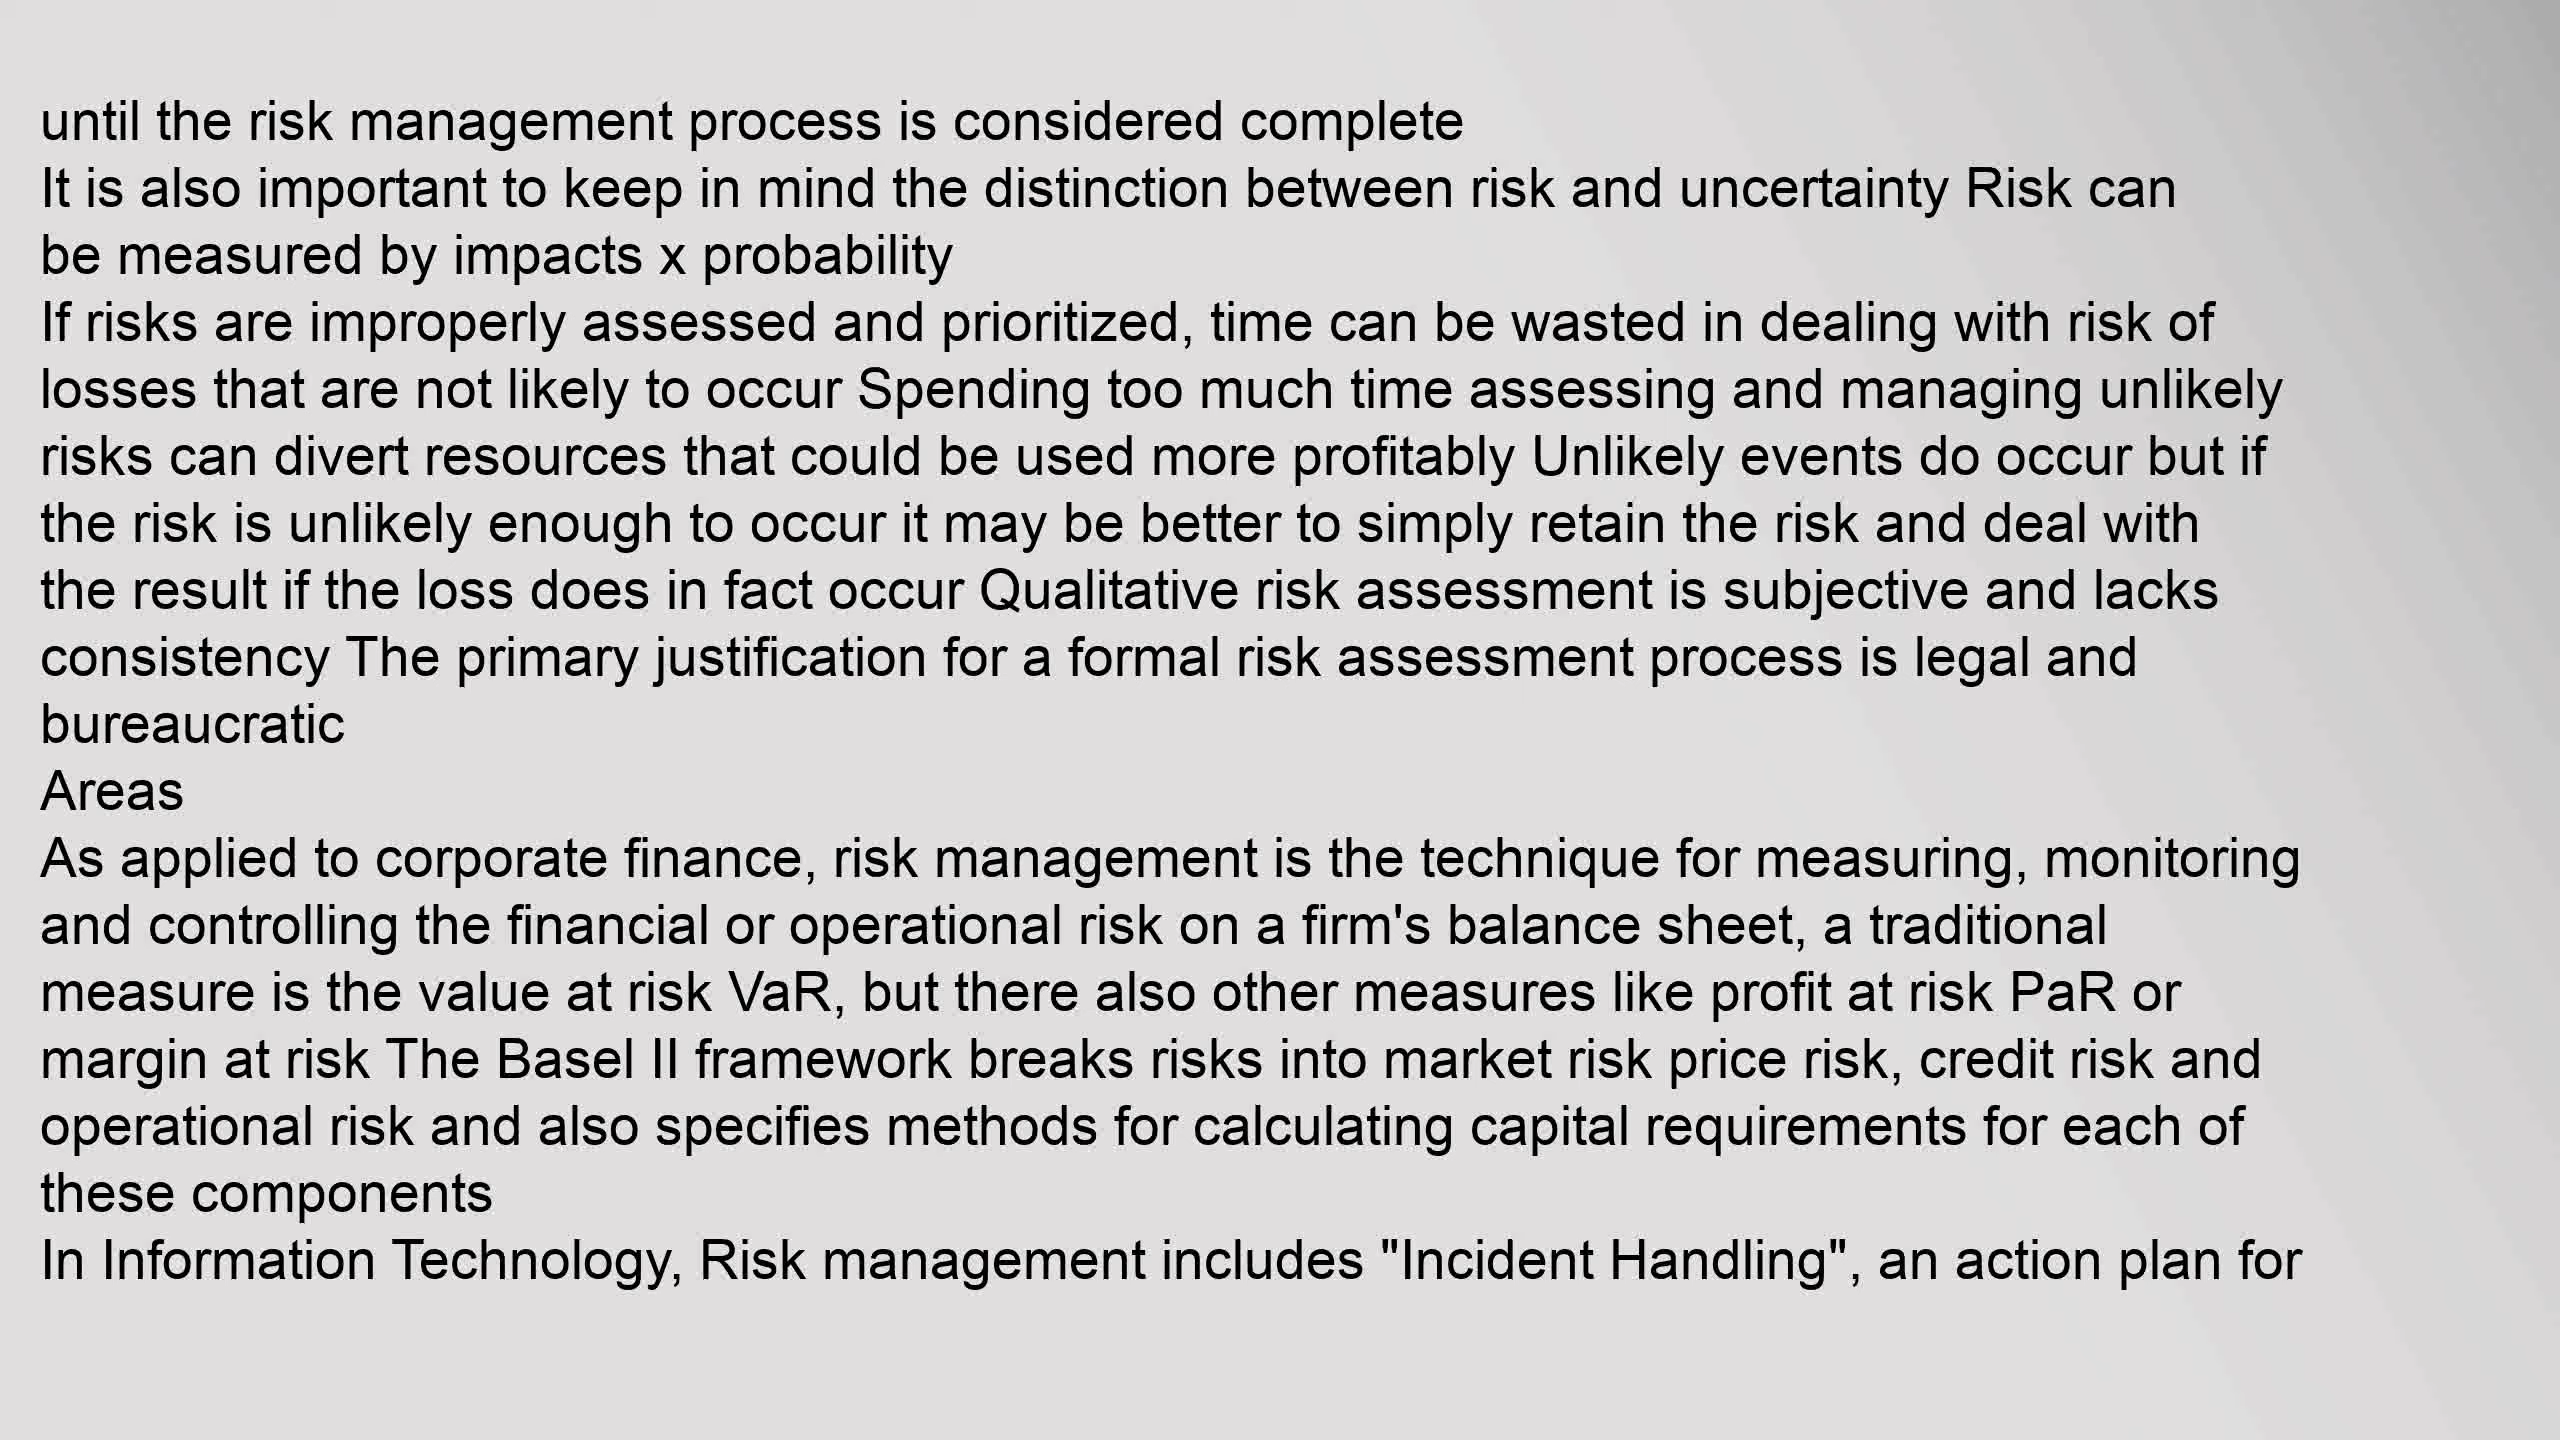 until the risk management process is considered complete
It is also important to keep in mind the distinction between risk and uncertainty Risk can
be measured by impacts x probability
If risks are improperly assessed and prioritized, time can be wasted in dealing with risk of
losses that are not likely to occur Spending too much time assessing and managing unlikely
risks can divert resources that could be used more profitably Unlikely events do occur but if
the risk is unlikely enough to occur it may be better to simply retain the risk and deal with
the result if the loss does in fact occur Qualitative risk assessment is subjective and lacks
consistency The primary justification for a formal risk assessment process is legal and
bureaucratic
Areas
As applied to corporate finance, risk management is the technique for measuring, monitoring
and controlling the financial or operational risk on a firm's balance sheet, a traditional
measure is the value at risk VaR, but there also other measures like profit at risk PaR or
margin at risk The Basel II framework breaks risks into market risk price risk, credit risk and
operational risk and also specifies methods for calculating capital requirements for each of
these components
In Information Technology, Risk management includes "Incident Handling", an action plan for